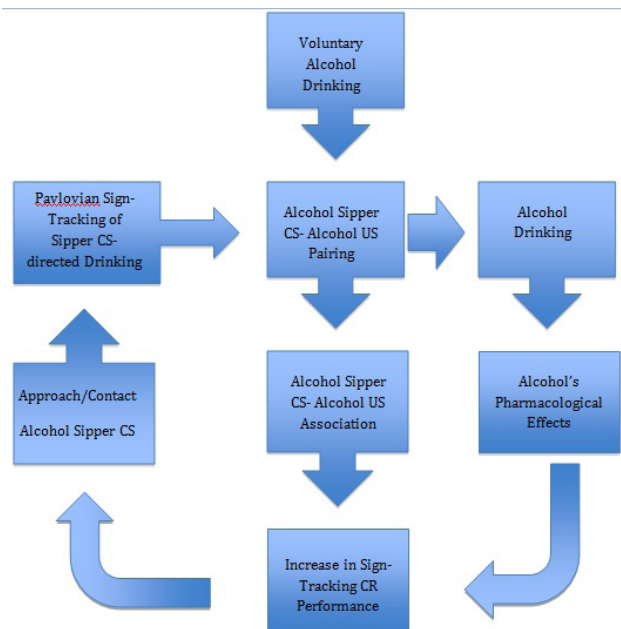 Voluntary
Alcohol
Drinking
Pavlovian Sign-
Tracking of
Sipper CS-
directed Drinking
Alcohol Sipper
CS- Alcohol US
Pairing
Alcohol
Drinking
Approach/Contact
Alcohol Sipper CS
Alcohol Sipper
CS- Alcohol US
Association
Alcohol's
Pharmacological
Effects
Increase in Sign-
Tracking CR
Performance